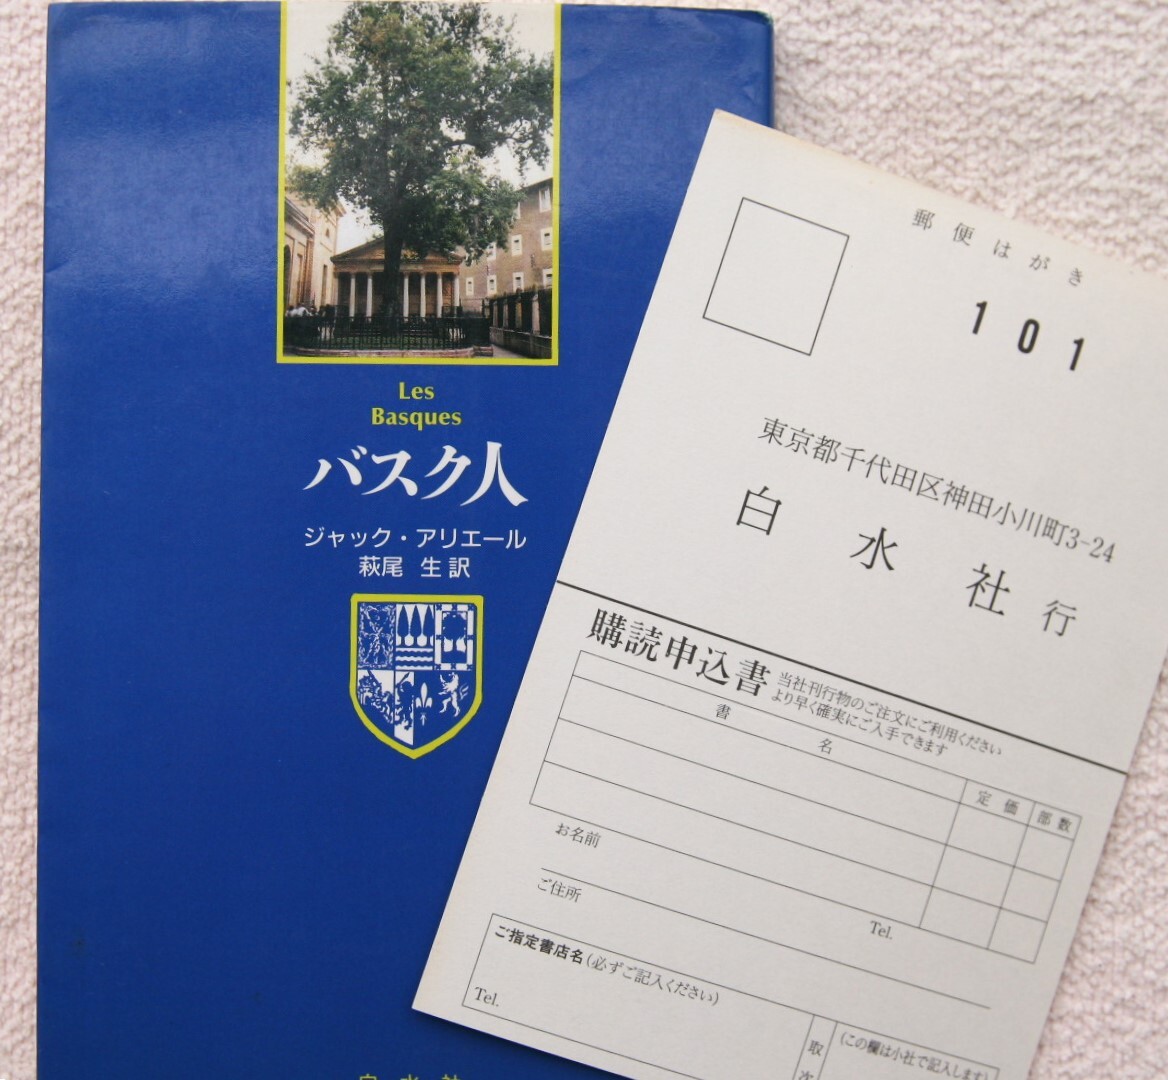 Les
Basques
バスク人
ジャック・アリエール
萩尾 生 訳
白水社
郵便はがき
101
東京都千代田区神田小川町3-24
白水社 行
購読申込書
当社刊行物のご注文にご利用ください
より早く確実にご入手できます
書名
定価
部数
お名前
ご住所
Tel.
ご指定書店名(必ずご記入ください)
Tel.
取
(この欄は小社で記入します)